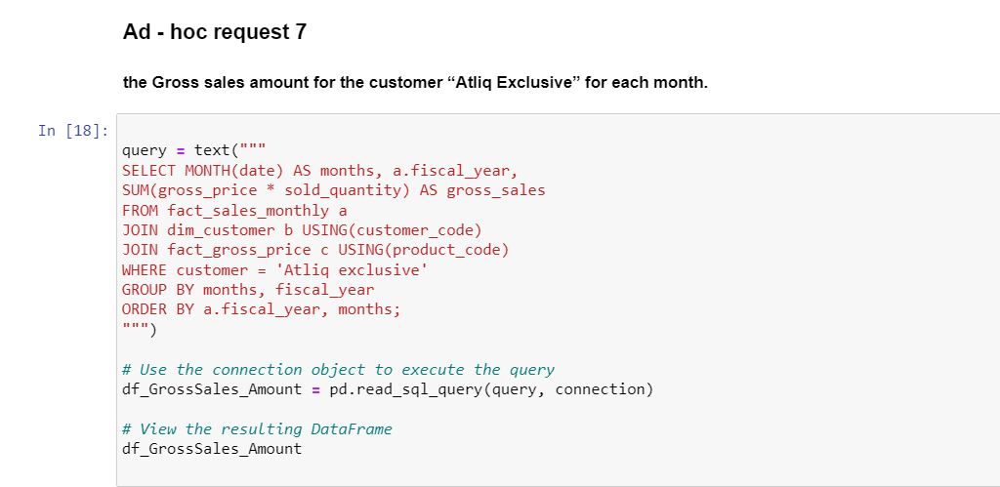 Ad - hoc request 7
the Gross sales amount for the customer “Atliq Exclusive” for each month.
In [18]:
query = text("""
SELECT MONTH(date) AS months, a.fiscal_year,
SUM(gross_price * sold_quantity) AS gross_sales
FROM fact_sales_monthly a
JOIN dim_customer b USING(customer_code)
JOIN fact_gross_price c USING(product_code)
WHERE customer = 'Atliq exclusive'
GROUP BY months, fiscal_year
ORDER BY a.fiscal_year, months;
""")
# Use the connection object to execute the query
df_GrossSales_Amount = pd.read_sql_query(query, connection)
# View the resulting DataFrame
df_GrossSales_Amount